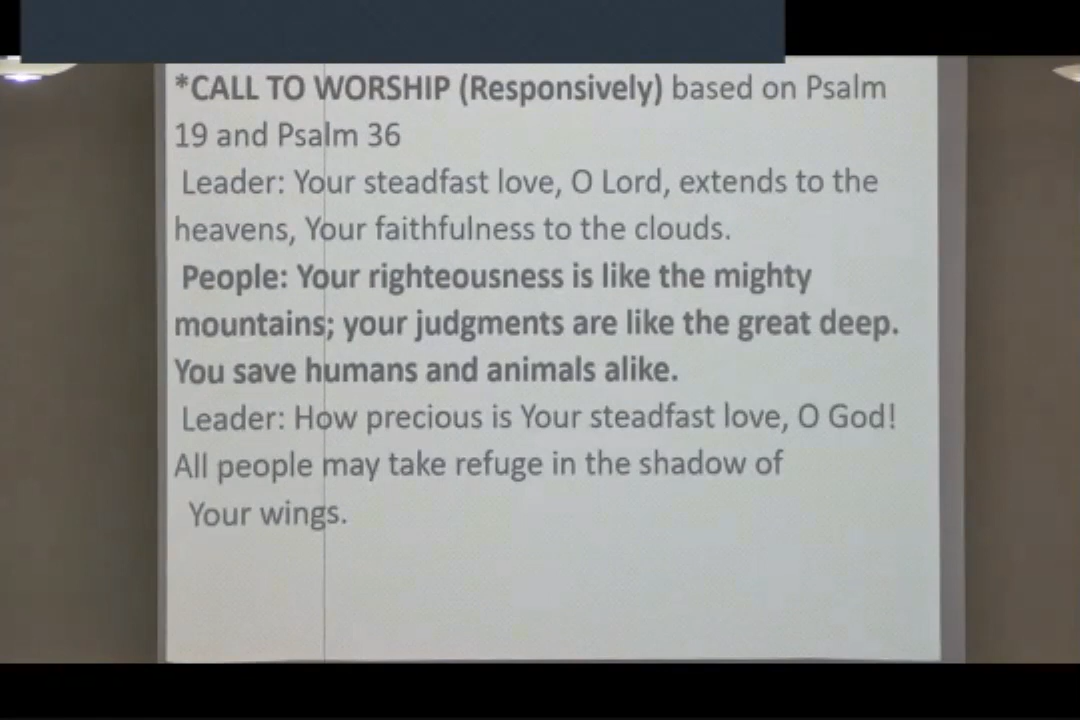 *CALL TO WORSHIP (Responsively) based on Psalm
19 and Psalm 36
Leader: Your steadfast love, O Lord, extends to the
heavens, Your faithfulness to the clouds.
People: Your righteousness is like the mighty
mountains; your judgments are like the great deep.
You save humans and animals alike.
Leader: How precious is Your steadfast love, O God!
All people may take refuge in the shadow of
Your wings.